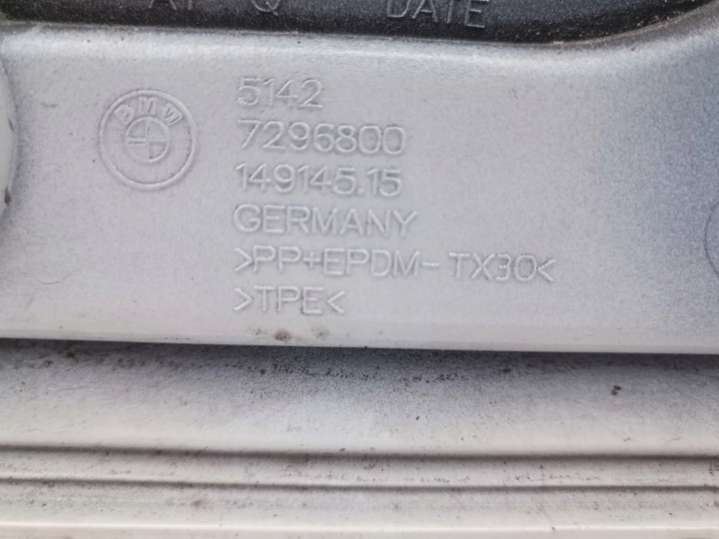 DATE
BMW
5142
7296800
149145.15
GERMANY
>PP+EPDM-TX30<
>TPE<